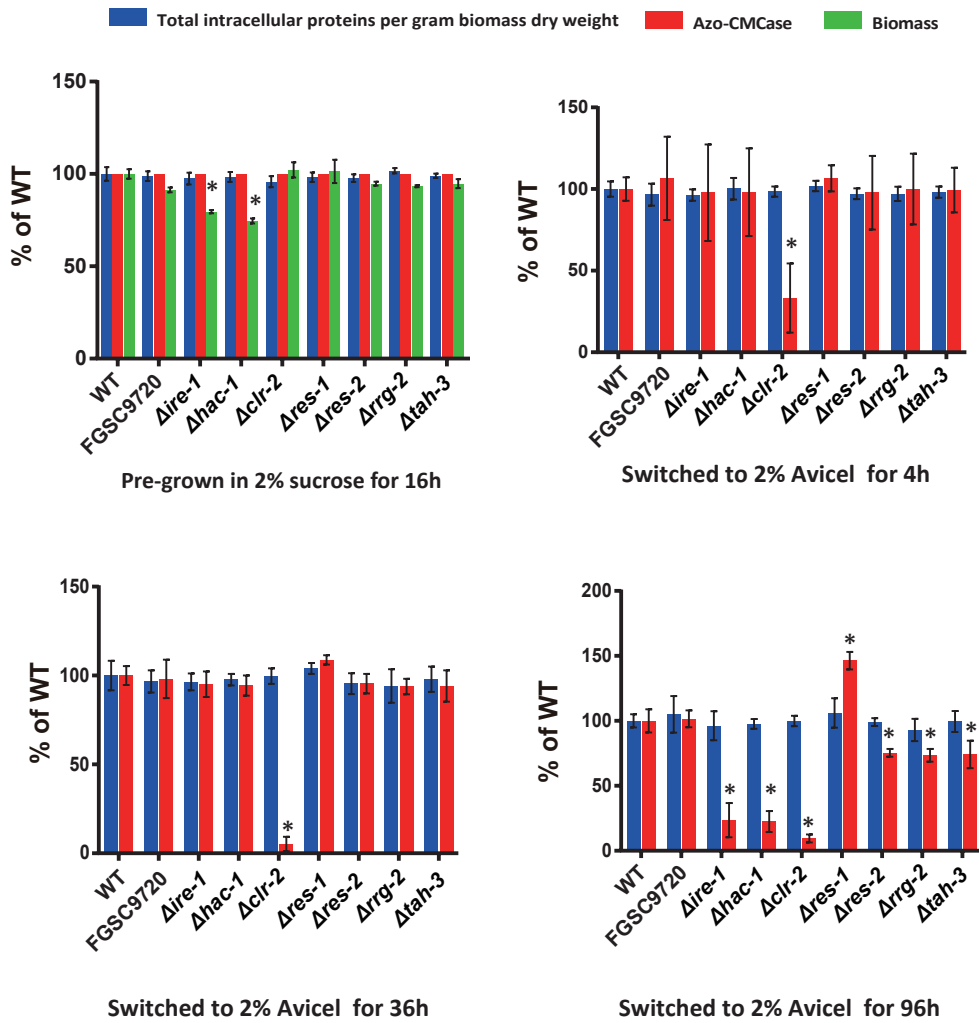 Total intracellular proteins per gram biomass dry weight
Azo-CMCase
Biomass
% of WT
150
100
50
0
WT
FGSC9720
Δire-1
Δhac-1
Δclr-2
Δres-1
Δres-2
Δrrg-2
Δtah-3
*
*
Pre-grown in 2% sucrose for 16h
% of WT
150
100
50
0
WT
FGSC9720
Δire-1
Δhac-1
Δclr-2
Δres-1
Δres-2
Δrrg-2
Δtah-3
*
Switched to 2% Avicel for 4h
% of WT
150
100
50
0
WT
FGSC9720
Δire-1
Δhac-1
Δclr-2
Δres-1
Δres-2
Δrrg-2
Δtah-3
*
Switched to 2% Avicel for 36h
% of WT
200
150
100
50
0
WT
FGSC9720
Δire-1
Δhac-1
Δclr-2
Δres-1
Δres-2
Δrrg-2
Δtah-3
*
*
*
*
*
*
*
Switched to 2% Avicel for 96h